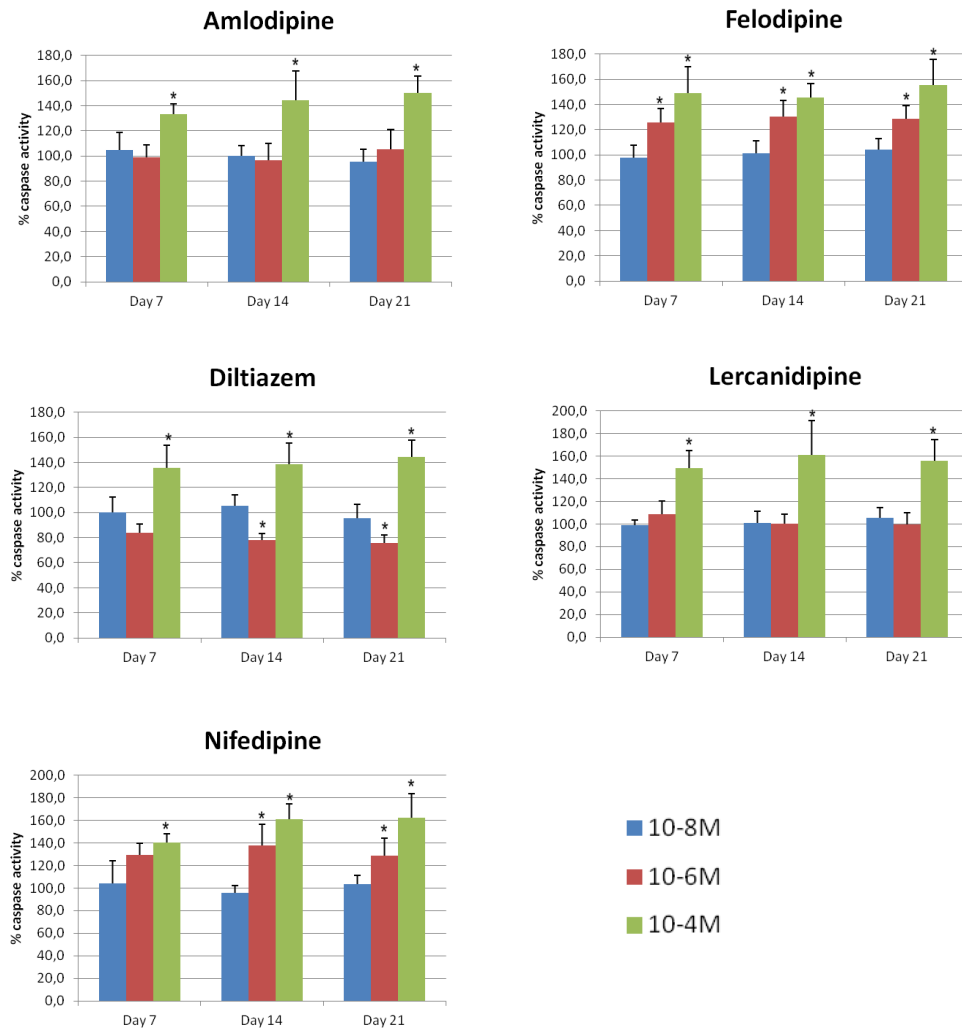 Amlodipine
% caspase activity
180,0
160,0
140,0
120,0
100,0
80,0
60,0
40,0
20,0
0,0
* * *
Day 7 Day 14 Day 21
Felodipine
% caspase activity
180,0
160,0
140,0
120,0
100,0
80,0
60,0
40,0
20,0
0,0
* * * * * *
Day 7 Day 14 Day 21
Diltiazem
% caspase activity
180,0
160,0
140,0
120,0
100,0
80,0
60,0
40,0
20,0
0,0
* * * * *
Day 7 Day 14 Day 21
Lercanidipine
% caspase activity
200,0
180,0
160,0
140,0
120,0
100,0
80,0
60,0
40,0
20,0
0,0
* * *
Day 7 Day 14 Day 21
Nifedipine
% caspase activity
200,0
180,0
160,0
140,0
120,0
100,0
80,0
60,0
40,0
20,0
0,0
* * * * *
Day 7 Day 14 Day 21
10-8M
10-6M
10-4M